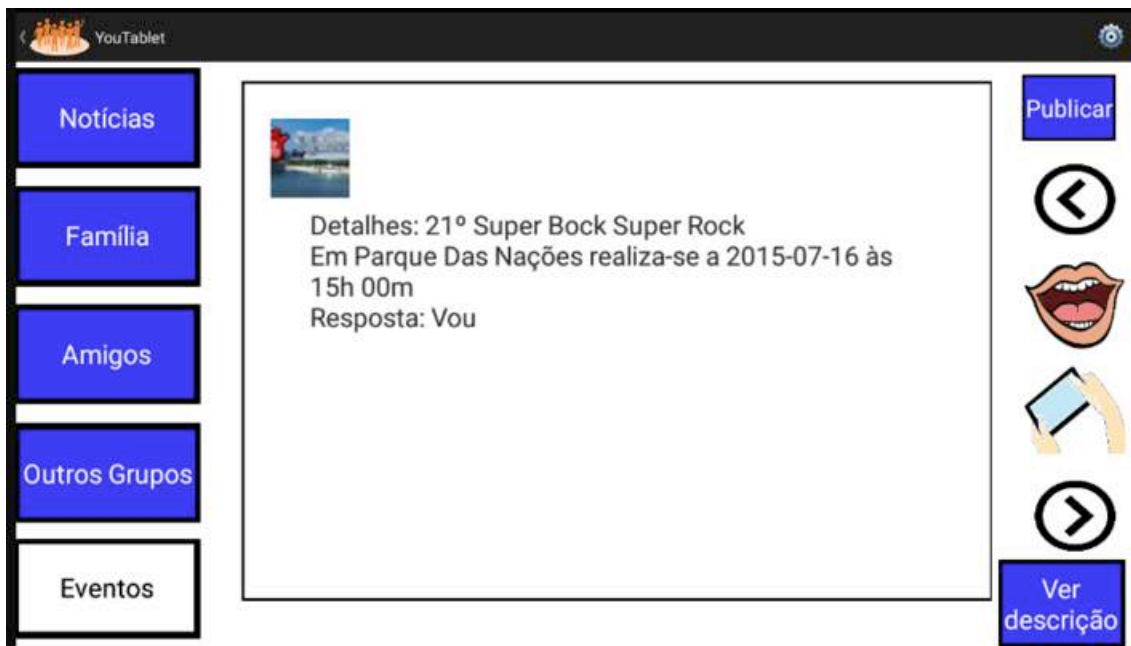 YouTablet
Notícias
Família
Amigos
Outros Grupos
Eventos
Detalhes: 21º Super Bock Super Rock
Em Parque Das Nações realiza-se a 2015-07-16 às
15h 00m
Resposta: Vou
Publicar
Ver
descrição